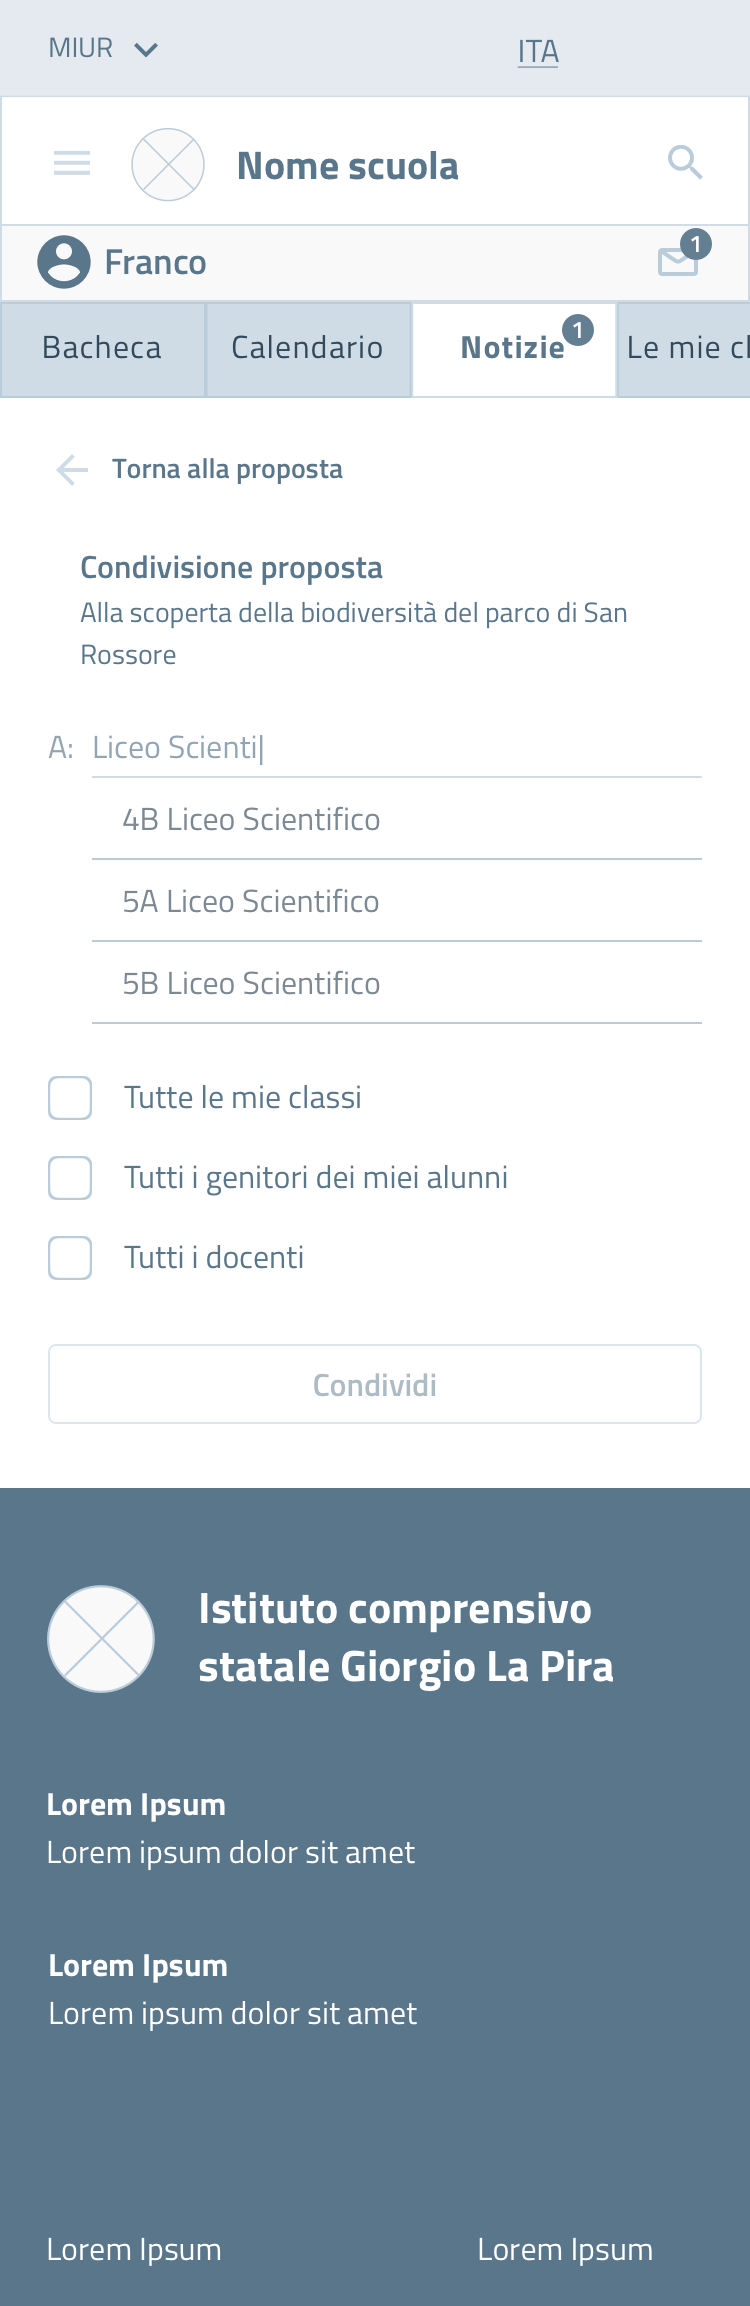 MIUR ITA
Nome scuola
Franco 1
Bacheca Calendario Notizie 1 Le mie cl
Torna alla proposta
Condivisione proposta
Alla scoperta della biodiversità del parco di San
Rossore
A: Liceo Scienti|
4B Liceo Scientifico
5A Liceo Scientifico
5B Liceo Scientifico
Tutte le mie classi
Tutti i genitori dei miei alunni
Tutti i docenti
Condividi
Istituto comprensivo
statale Giorgio La Pira
Lorem Ipsum
Lorem ipsum dolor sit amet
Lorem Ipsum
Lorem ipsum dolor sit amet
Lorem Ipsum Lorem Ipsum